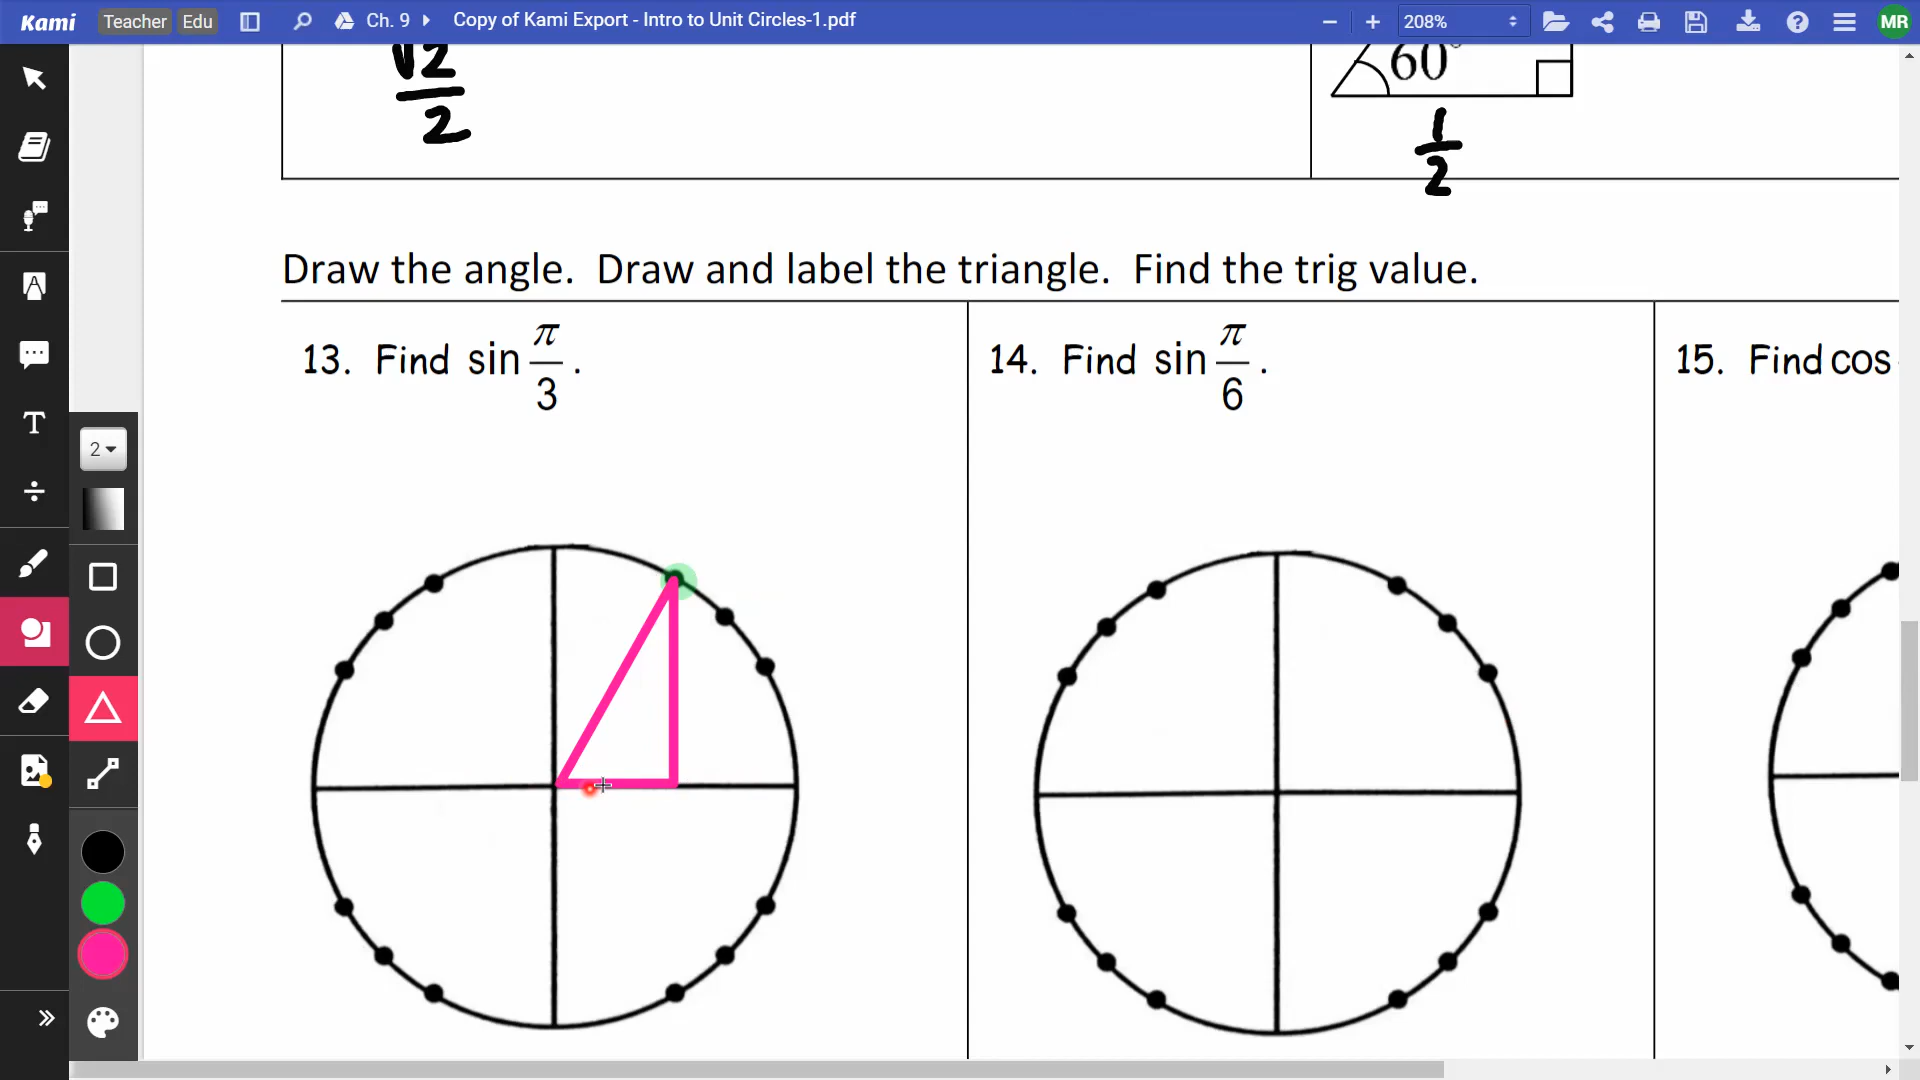 Kami Teacher Edu Ch. 9 Copy of Kami Export - Intro to Unit Circles-1.pdf 208% MR
√2
2
60°
1
2
Draw the angle. Draw and label the triangle. Find the trig value.
13. Find sin π/3 .
14. Find sin π/6 .
15. Find cos
2